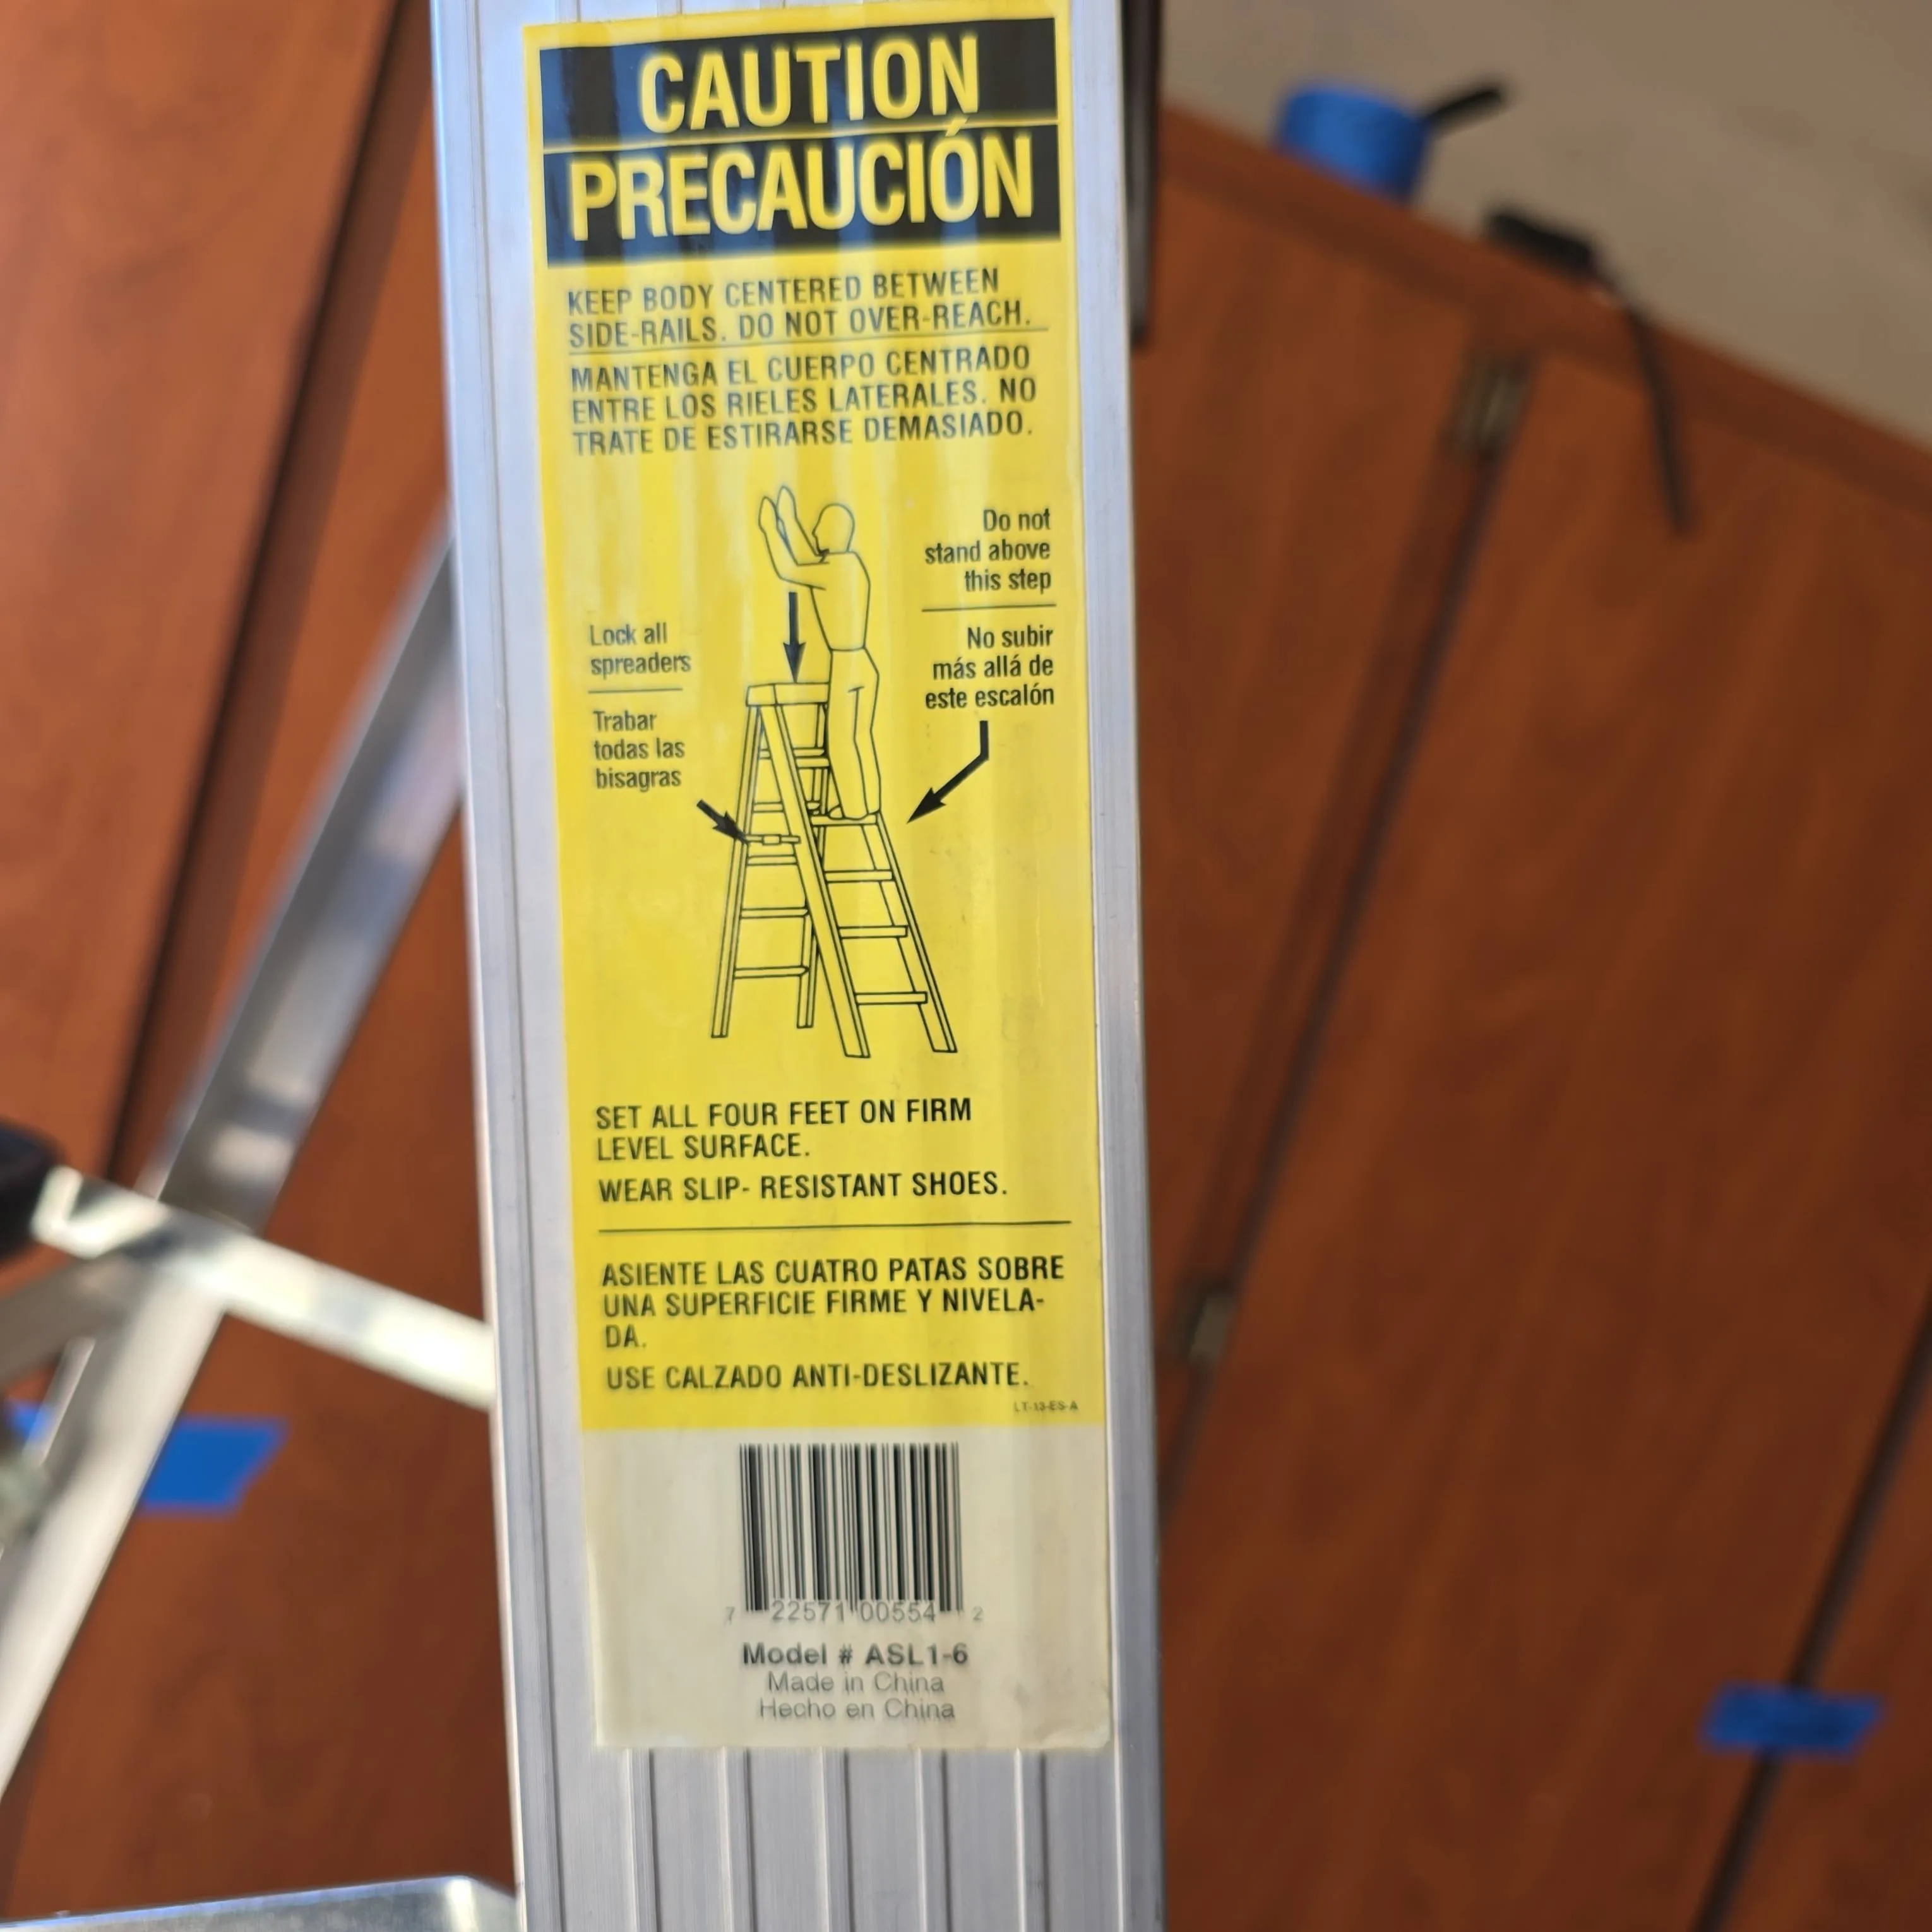 CAUTION
PRECAUCIÓN
KEEP BODY CENTERED BETWEEN
SIDE-RAILS. DO NOT OVER-REACH.
MANTENGA EL CUERPO CENTRADO
ENTRE LOS RIELES LATERALES. NO
TRATE DE ESTIRARSE DEMASIADO.
Do not
stand above
this step
No subir
más allá de
este escalón
Lock all
spreaders
Trabar
todas las
bisagras
SET ALL FOUR FEET ON FIRM
LEVEL SURFACE.
WEAR SLIP- RESISTANT SHOES.
ASIENTE LAS CUATRO PATAS SOBRE
UNA SUPERFICIE FIRME Y NIVELA-
DA.
USE CALZADO ANTI-DESLIZANTE.
LT-13-ES-A
7 22571 00554 2
Model # ASL1-6
Made in China
Hecho en China